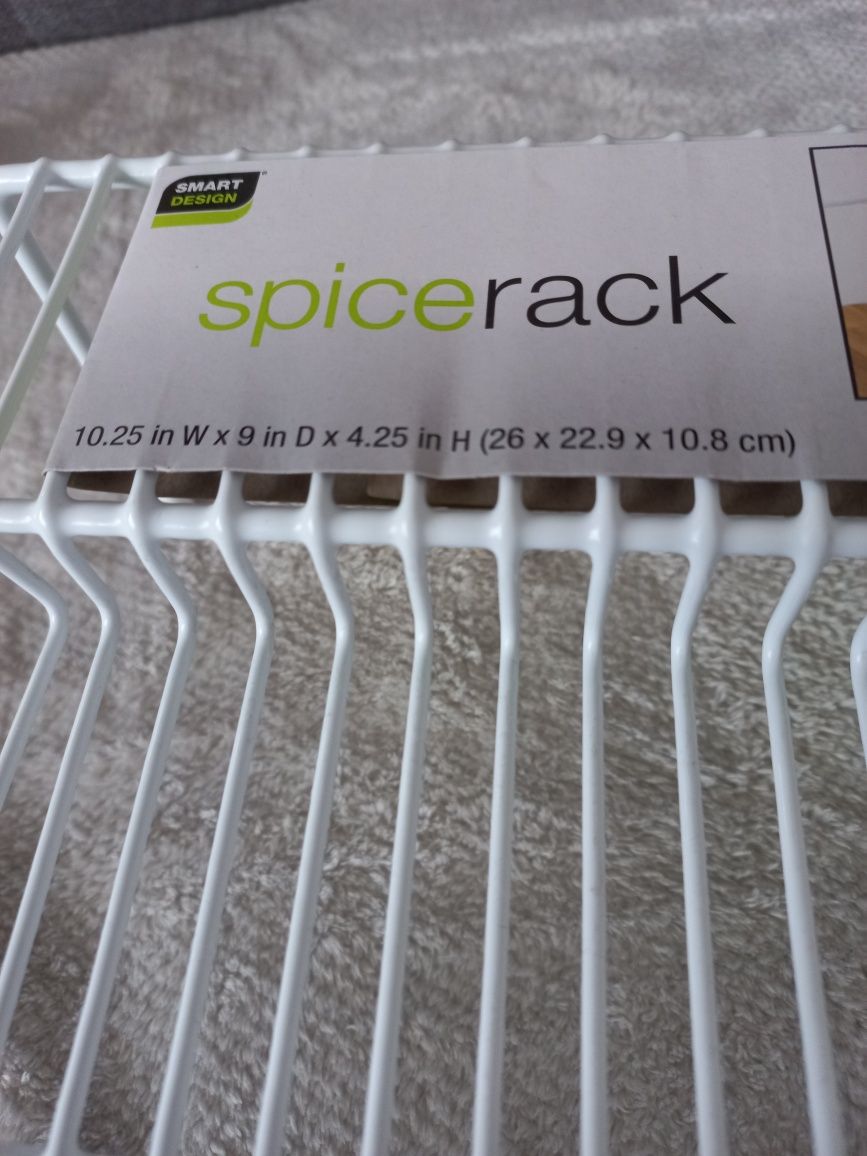 SMART
DESIGN
spicerack
10.25 in W x 9 in D x 4.25 in H (26 x 22.9 x 10.8 cm)